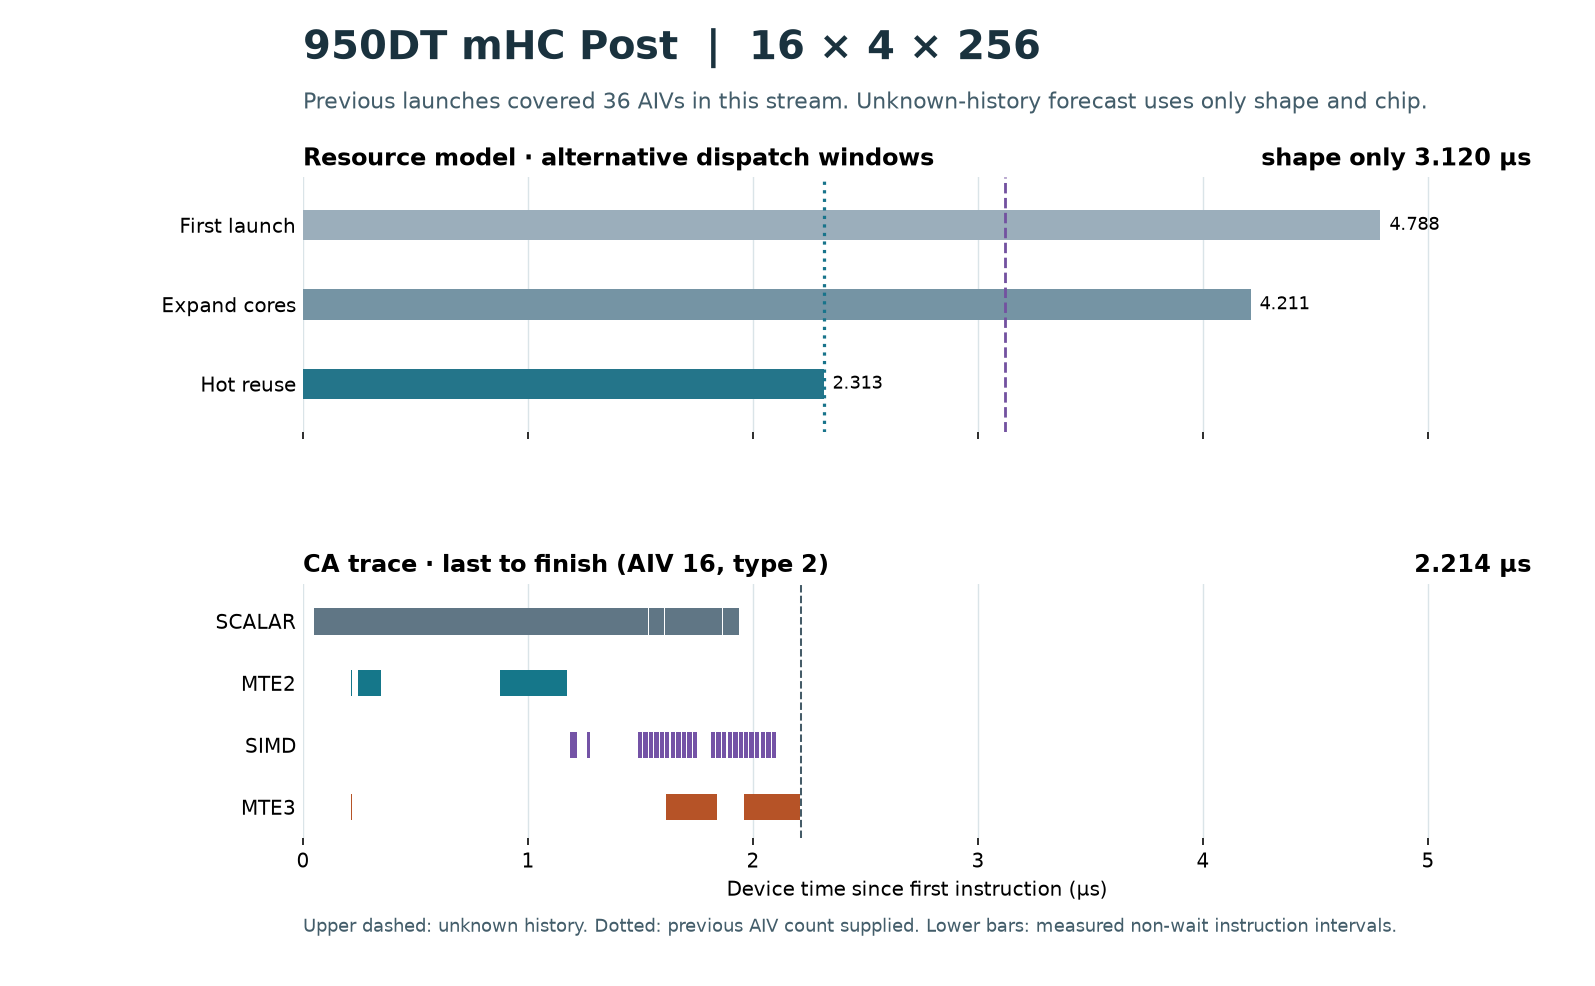 950DT mHC Post | 16 × 4 × 256
Previous launches covered 36 AIVs in this stream. Unknown-history forecast uses only shape and chip.
Resource model · alternative dispatch windows
shape only 3.120 µs
First launch
4.788
Expand cores
4.211
Hot reuse
2.313
CA trace · last to finish (AIV 16, type 2)
2.214 µs
SCALAR
MTE2
SIMD
MTE3
0 1 2 3 4 5
Device time since first instruction (µs)
Upper dashed: unknown history. Dotted: previous AIV count supplied. Lower bars: measured non-wait instruction intervals.